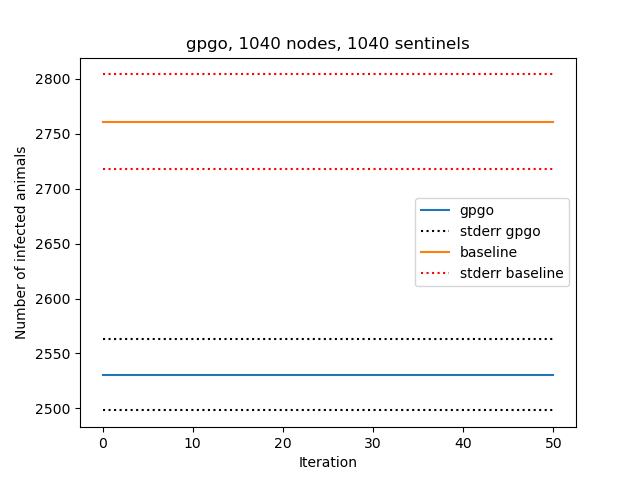 gpgo, 1040 nodes, 1040 sentinels
Number of infected animals
2800
2750
2700
2650
2600
2550
2500
gpgo
stderr gpgo
baseline
stderr baseline
0
10
20
30
40
50
Iteration